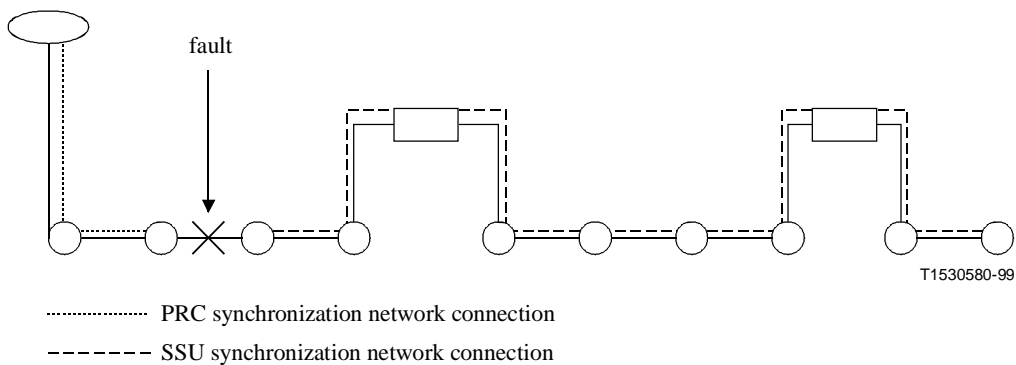 fault
T1530580-99
PRC synchronization network connection
SSU synchronization network connection